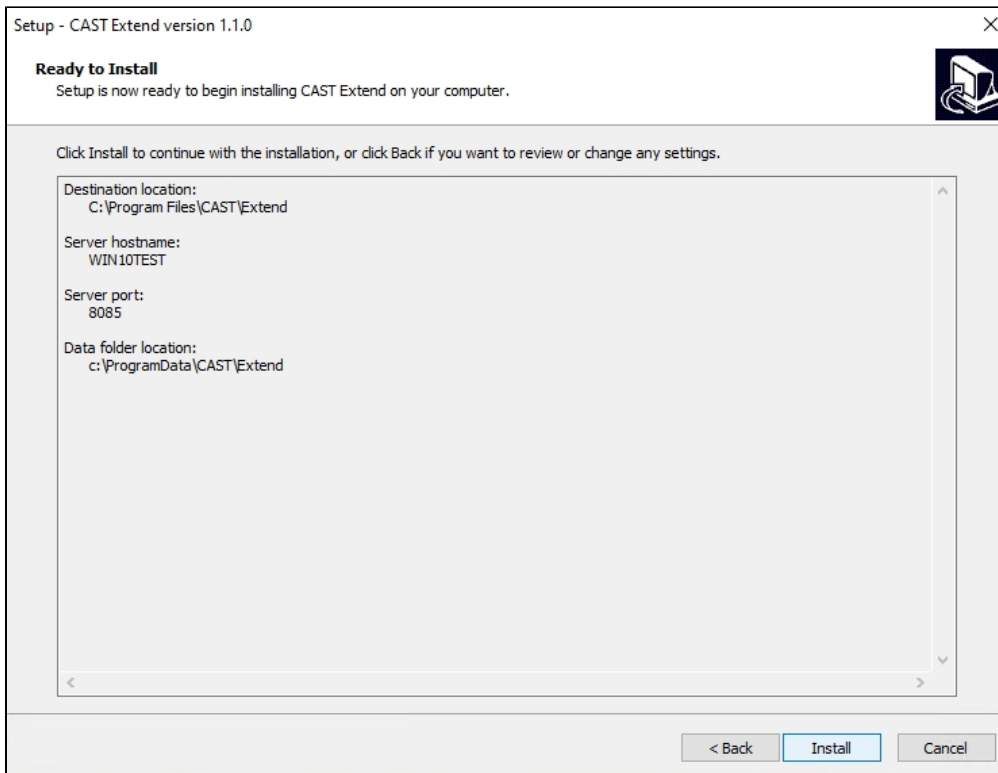 Setup - CAST Extend version 1.1.0
Ready to Install
Setup is now ready to begin installing CAST Extend on your computer.
Click Install to continue with the installation, or click Back if you want to review or change any settings.
Destination location:
C:\Program Files\CAST\Extend
Server hostname:
WIN10TEST
Server port:
8085
Data folder location:
c:\ProgramData\CAST\Extend
< Back
Install
Cancel